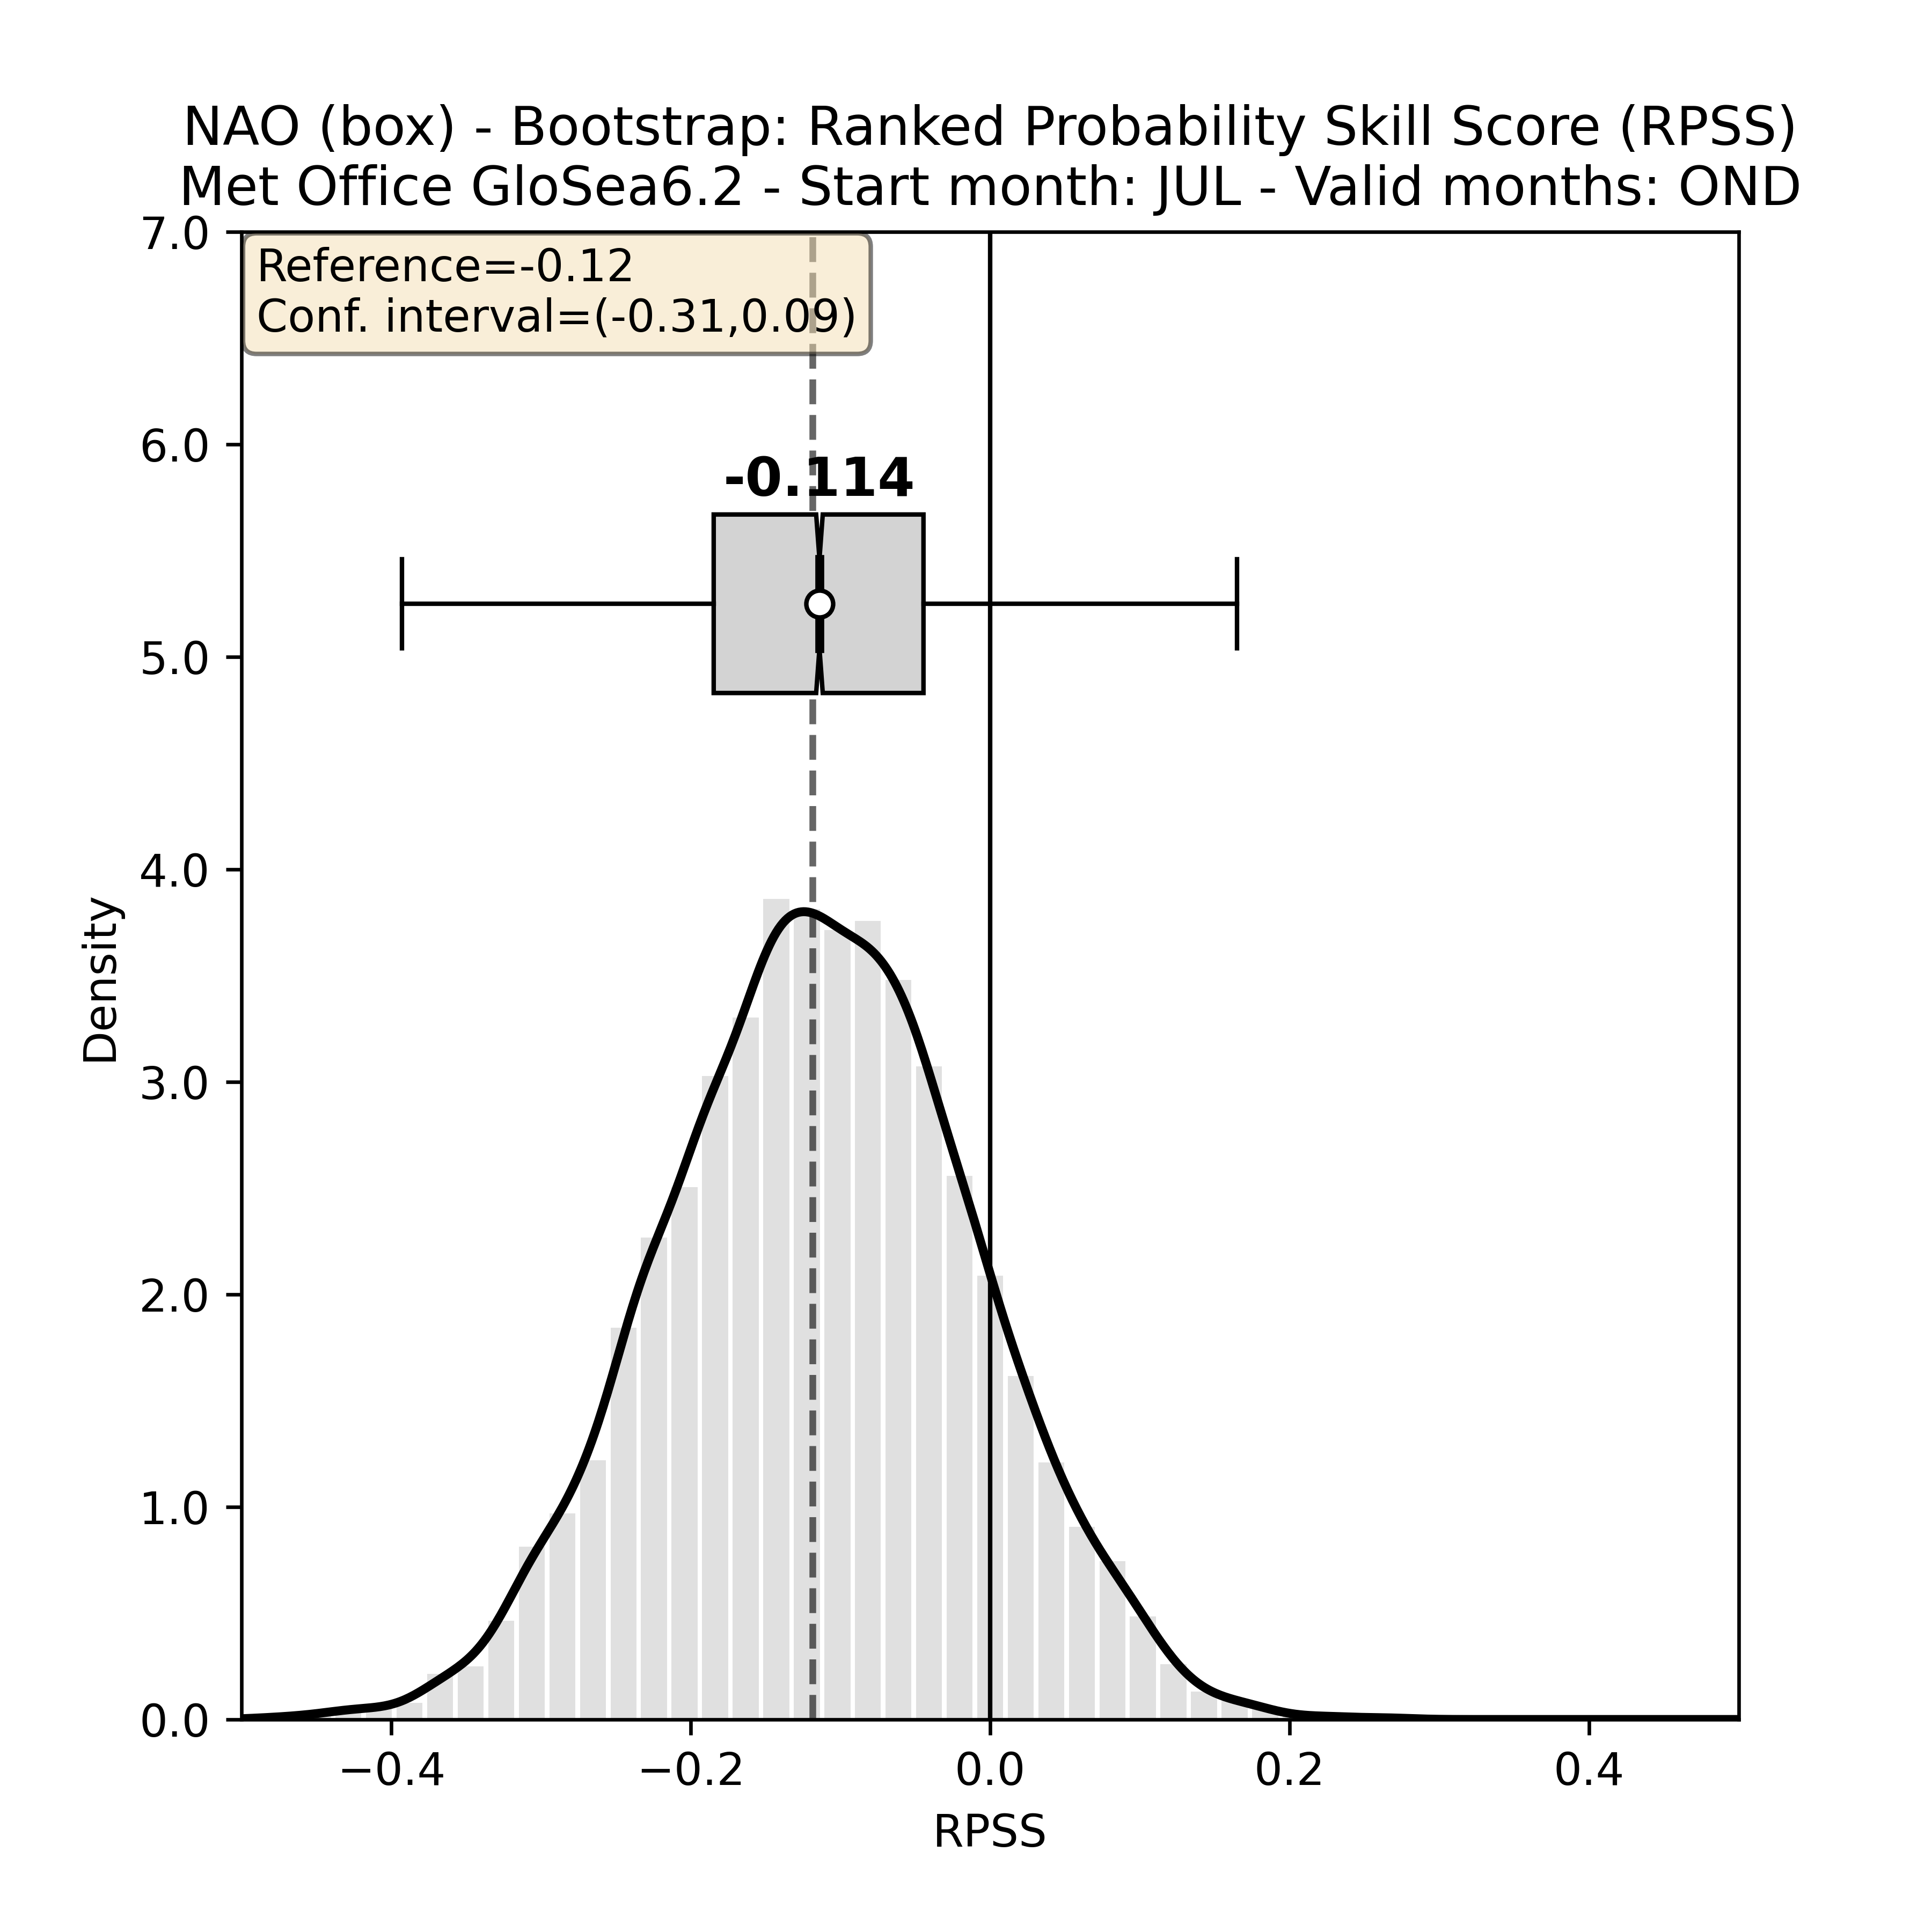 NAO (box) - Bootstrap: Ranked Probability Skill Score (RPSS)
Met Office GloSea6.2 - Start month: JUL - Valid months: OND
Reference=-0.12
Conf. interval=(-0.31,0.09)
-0.114
7.0
6.0
5.0
4.0
3.0
2.0
1.0
0.0
Density
−0.4 −0.2 0.0 0.2 0.4
RPSS